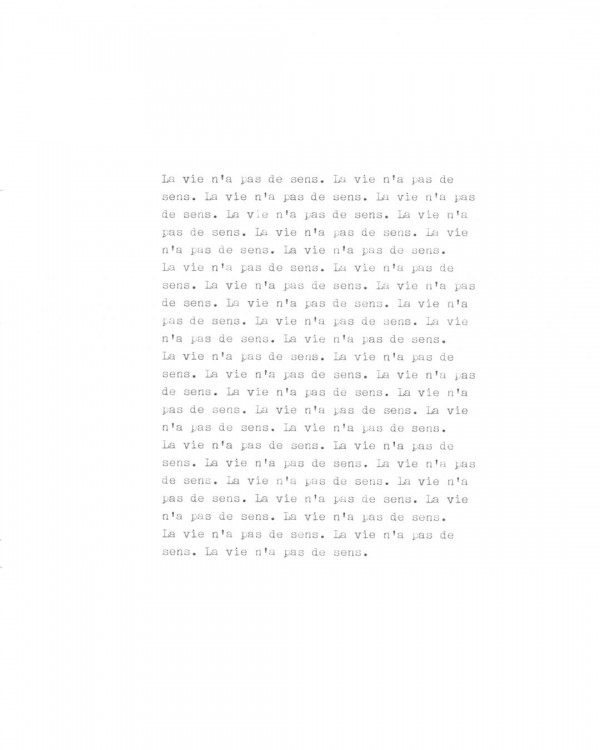 La vie n'a pas de sens. La vie n'a pas de
sens. La vie n'a pas de sens. La vie n'a pas
de sens. La vie n'a pas de sens. La vie n'a
pas de sens. La vie n'a pas de sens. La vie
n'a pas de sens. La vie n'a pas de sens.
La vie n'a pas de sens. La vie n'a pas de
sens. La vie n'a pas de sens. La vie n'a pas
de sens. La vie n'a pas de sens. La vie n'a
pas de sens. La vie n'a pas de sens. La vie
n'a pas de sens. La vie n'a pas de sens.
La vie n'a pas de sens. La vie n'a pas de
sens. La vie n'a pas de sens. La vie n'a pas
de sens. La vie n'a pas de sens. La vie n'a
pas de sens. La vie n'a pas de sens. La vie
n'a pas de sens. La vie n'a pas de sens.
La vie n'a pas de sens. La vie n'a pas de
sens. La vie n'a pas de sens. La vie n'a pas
de sens. La vie n'a pas de sens. La vie n'a
pas de sens. La vie n'a pas de sens. La vie
n'a pas de sens. La vie n'a pas de sens.
La vie n'a pas de sens. La vie n'a pas de
sens. La vie n'a pas de sens.